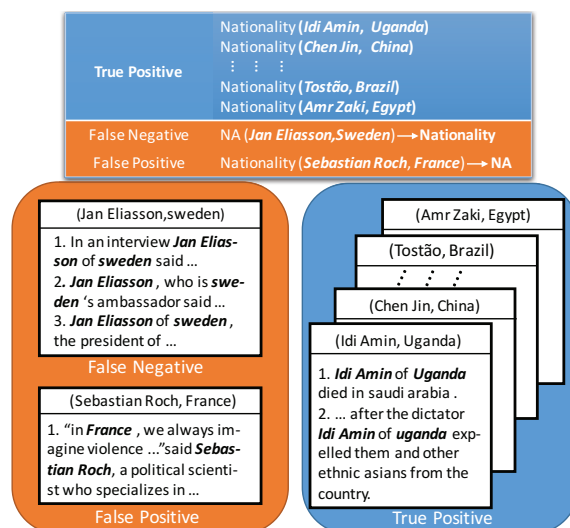 True Positive
Nationality (Idi Amin, Uganda)
Nationality (Chen Jin, China)
⋮ ⋮ ⋮
Nationality (Tostão, Brazil)
Nationality (Amr Zaki, Egypt)
False Negative NA (Jan Eliasson,Sweden)→Nationality
False Positive Nationality (Sebastian Roch, France)→NA
(Jan Eliasson,sweden)
1. In an interview Jan Elias-
son of sweden said …
2. Jan Eliasson , who is swe-
den 's ambassador said …
3. Jan Eliasson of sweden ,
the president of …
False Negative
(Sebastian Roch, France)
1. "in France , we always im-
agine violence …"said Sebas-
tian Roch, a political scienti-
st who specializes in …
False Positive
(Amr Zaki, Egypt)
(Tostão, Brazil)
(Chen Jin, China)
(Idi Amin, Uganda)
1. Idi Amin of Uganda
died in saudi arabia .
2. … after the dictator
Idi Amin of uganda exp-
elled them and other
ethnic asians from the
country.
True Positive